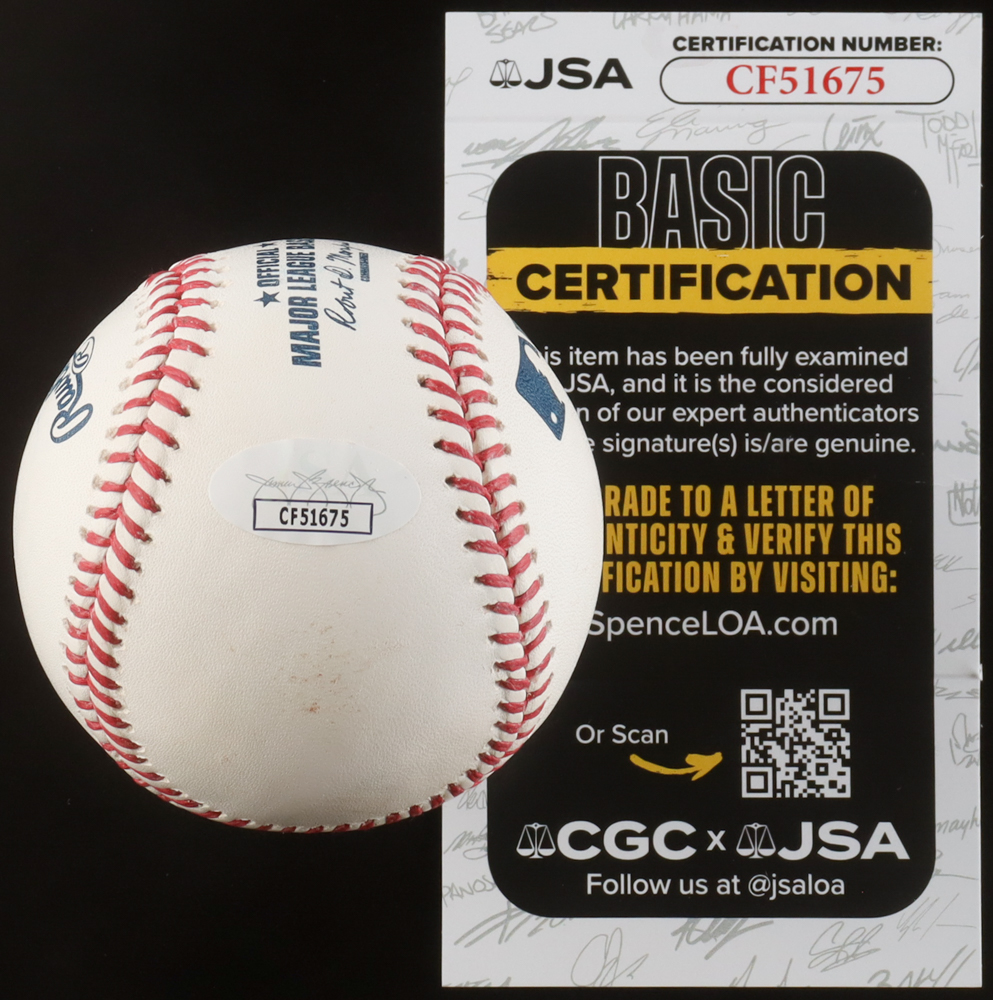 JSA
CERTIFICATION NUMBER:
CF51675
BASIC
CERTIFICATION
is item has been fully examined
JSA, and it is the considered
n of our expert authenticators
e signature(s) is/are genuine.
RADE TO A LETTER OF
NTICITY & VERIFY THIS
FICATION BY VISITING:
SpenceLOA.com
Or Scan
CGC x JSA
Follow us at @jsaloa
OFFICIAL
MAJOR LEAGUE BA
CF51675